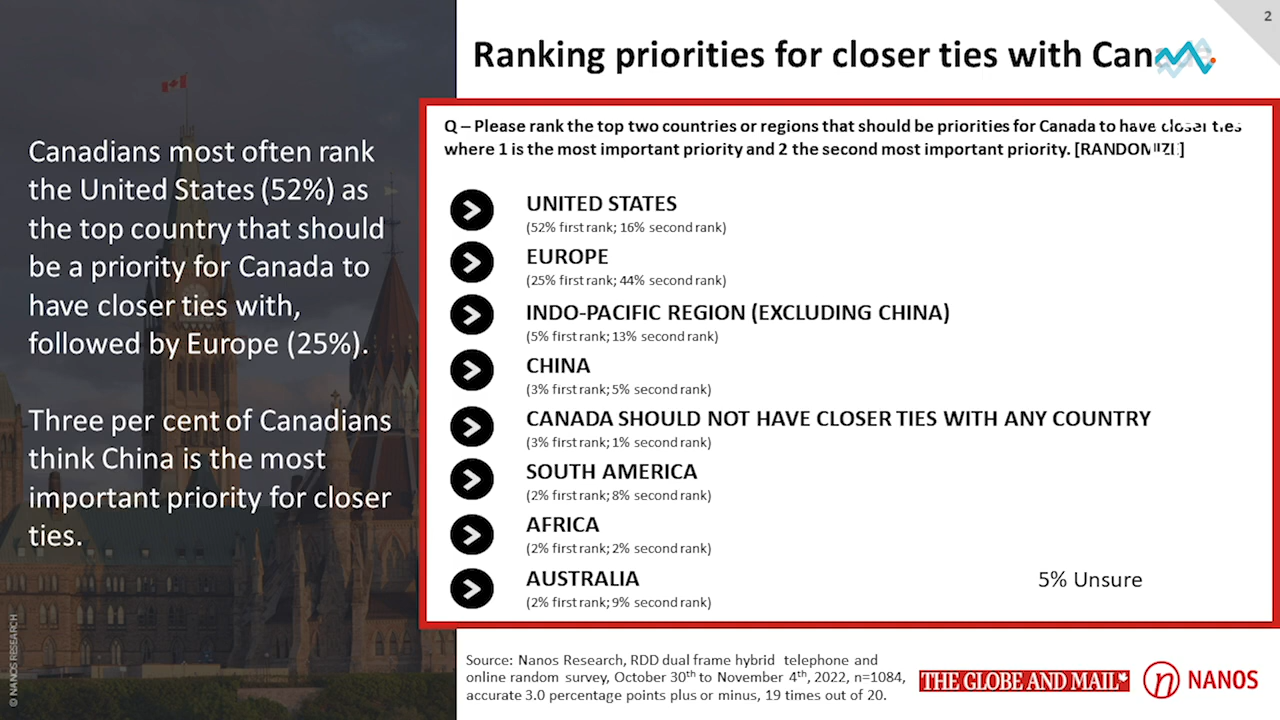 2
Ranking priorities for closer ties with Can
Canadians most often rank
the United States (52%) as
the top country that should
be a priority for Canada to
have closer ties with,
followed by Europe (25%).
Three per cent of Canadians
think China is the most
important priority for closer
ties.
© NANOS RESEARCH
Q – Please rank the top two countries or regions that should be priorities for Canada to have closer ties
where 1 is the most important priority and 2 the second most important priority.
UNITED STATES
(52% first rank; 16% second rank)
EUROPE
(25% first rank; 44% second rank)
INDO-PACIFIC REGION (EXCLUDING CHINA)
(5% first rank; 13% second rank)
CHINA
(3% first rank; 5% second rank)
CANADA SHOULD NOT HAVE CLOSER TIES WITH ANY COUNTRY
(3% first rank; 1% second rank)
SOUTH AMERICA
(2% first rank; 8% second rank)
AFRICA
(2% first rank; 2% second rank)
AUSTRALIA
(2% first rank; 9% second rank)
5% Unsure
Source: Nanos Research, RDD dual frame hybrid telephone and
online random survey, October 30th to November 4th, 2022, n=1084,
accurate 3.0 percentage points plus or minus, 19 times out of 20.
THE GLOBE AND MAIL
n NANOS